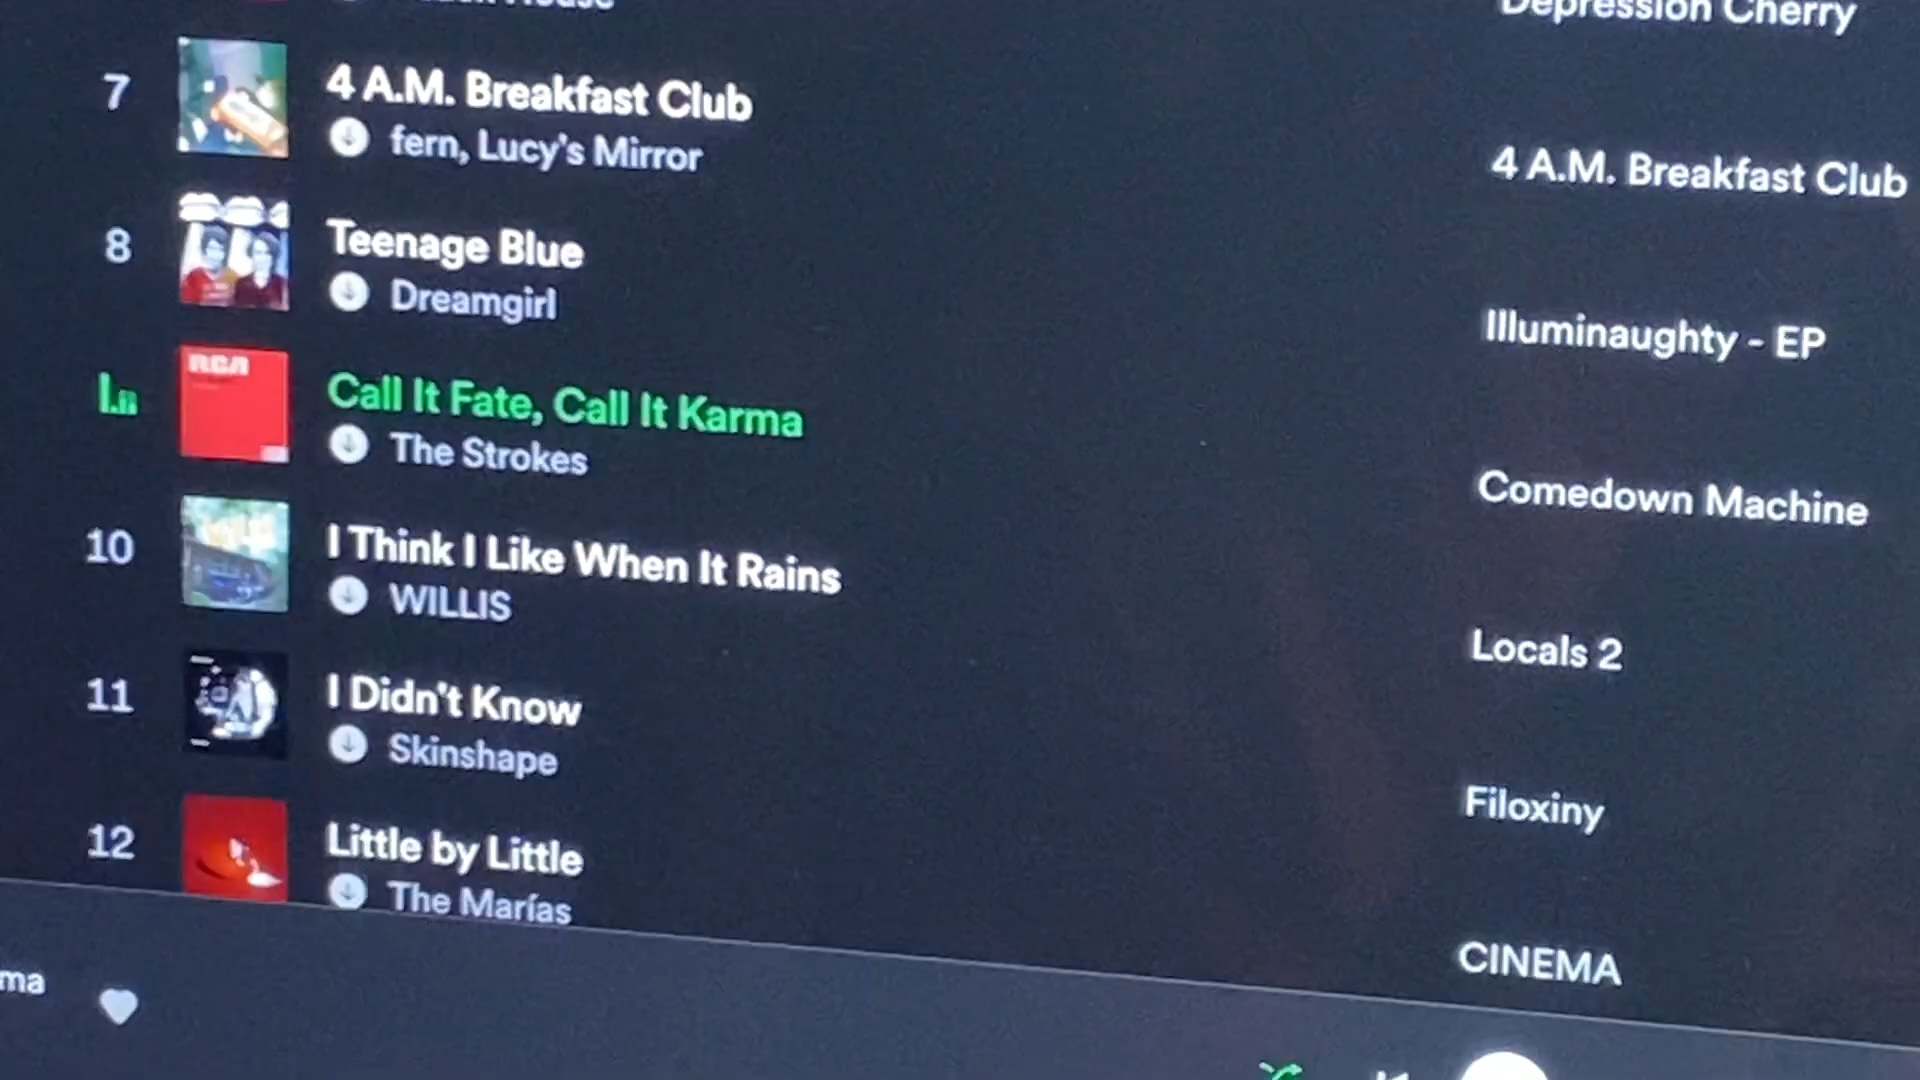 Depression Cherry
7
4 A.M. Breakfast Club
fern, Lucy's Mirror
4 A.M. Breakfast Club
8
Teenage Blue
Dreamgirl
Illuminaughty - EP
RCA
Call It Fate, Call It Karma
The Strokes
Comedown Machine
10
I Think I Like When It Rains
WILLIS
Locals 2
11
I Didn't Know
Skinshape
Filoxiny
12
Little by Little
The Marías
CINEMA
ma